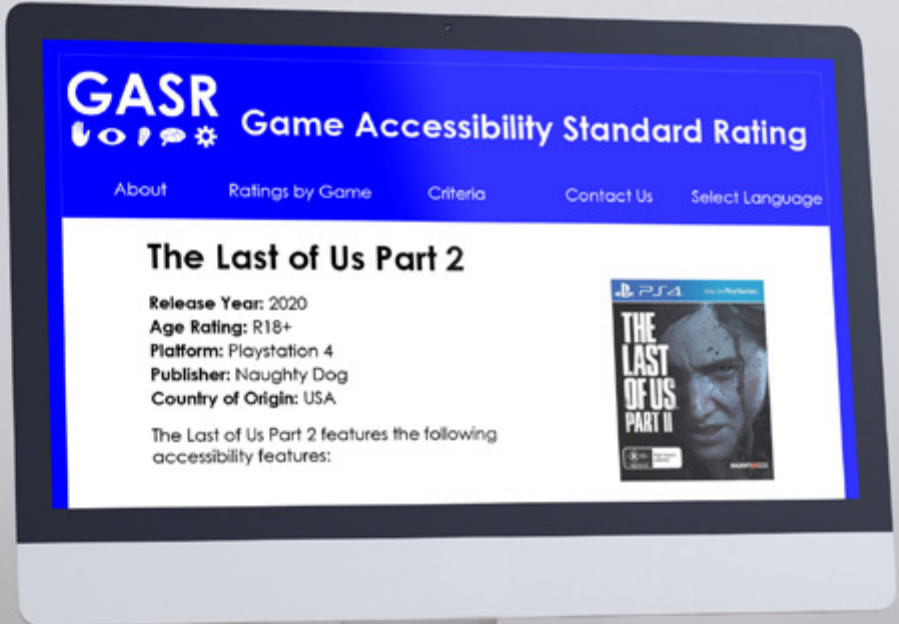 GASR
Game Accessibility Standard Rating
About Ratings by Game Criteria Contact Us Select Language
The Last of Us Part 2
Release Year: 2020
Age Rating: R18+
Platform: Playstation 4
Publisher: Naughty Dog
Country of Origin: USA
The Last of Us Part 2 features the following
accessibility features:
PS4
THE
LAST
OF US
PART II